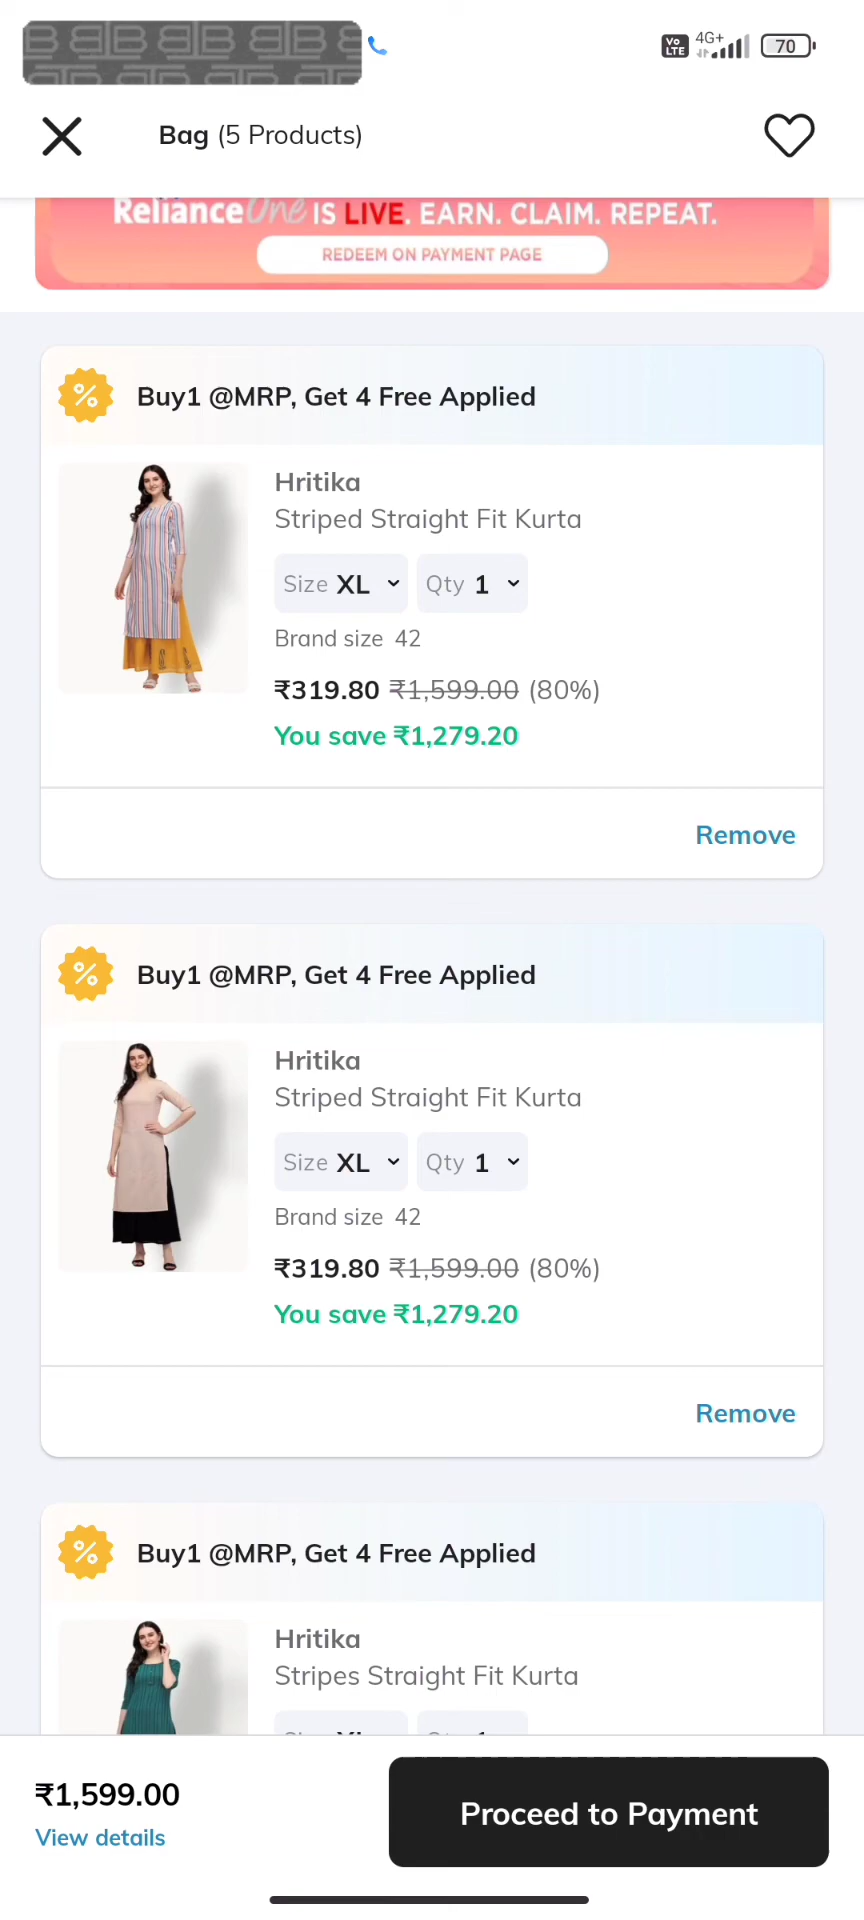 Vo LTE 4G+ 70
Bag (5 Products)
RelianceOne IS LIVE. EARN. CLAIM. REPEAT.
REDEEM ON PAYMENT PAGE
Buy1 @MRP, Get 4 Free Applied
Hritika
Striped Straight Fit Kurta
Size XL Qty 1
Brand size 42
₹319.80 ₹1,599.00 (80%)
You save ₹1,279.20
Remove
Buy1 @MRP, Get 4 Free Applied
Hritika
Striped Straight Fit Kurta
Size XL Qty 1
Brand size 42
₹319.80 ₹1,599.00 (80%)
You save ₹1,279.20
Remove
Buy1 @MRP, Get 4 Free Applied
Hritika
Stripes Straight Fit Kurta
₹1,599.00
View details
Proceed to Payment